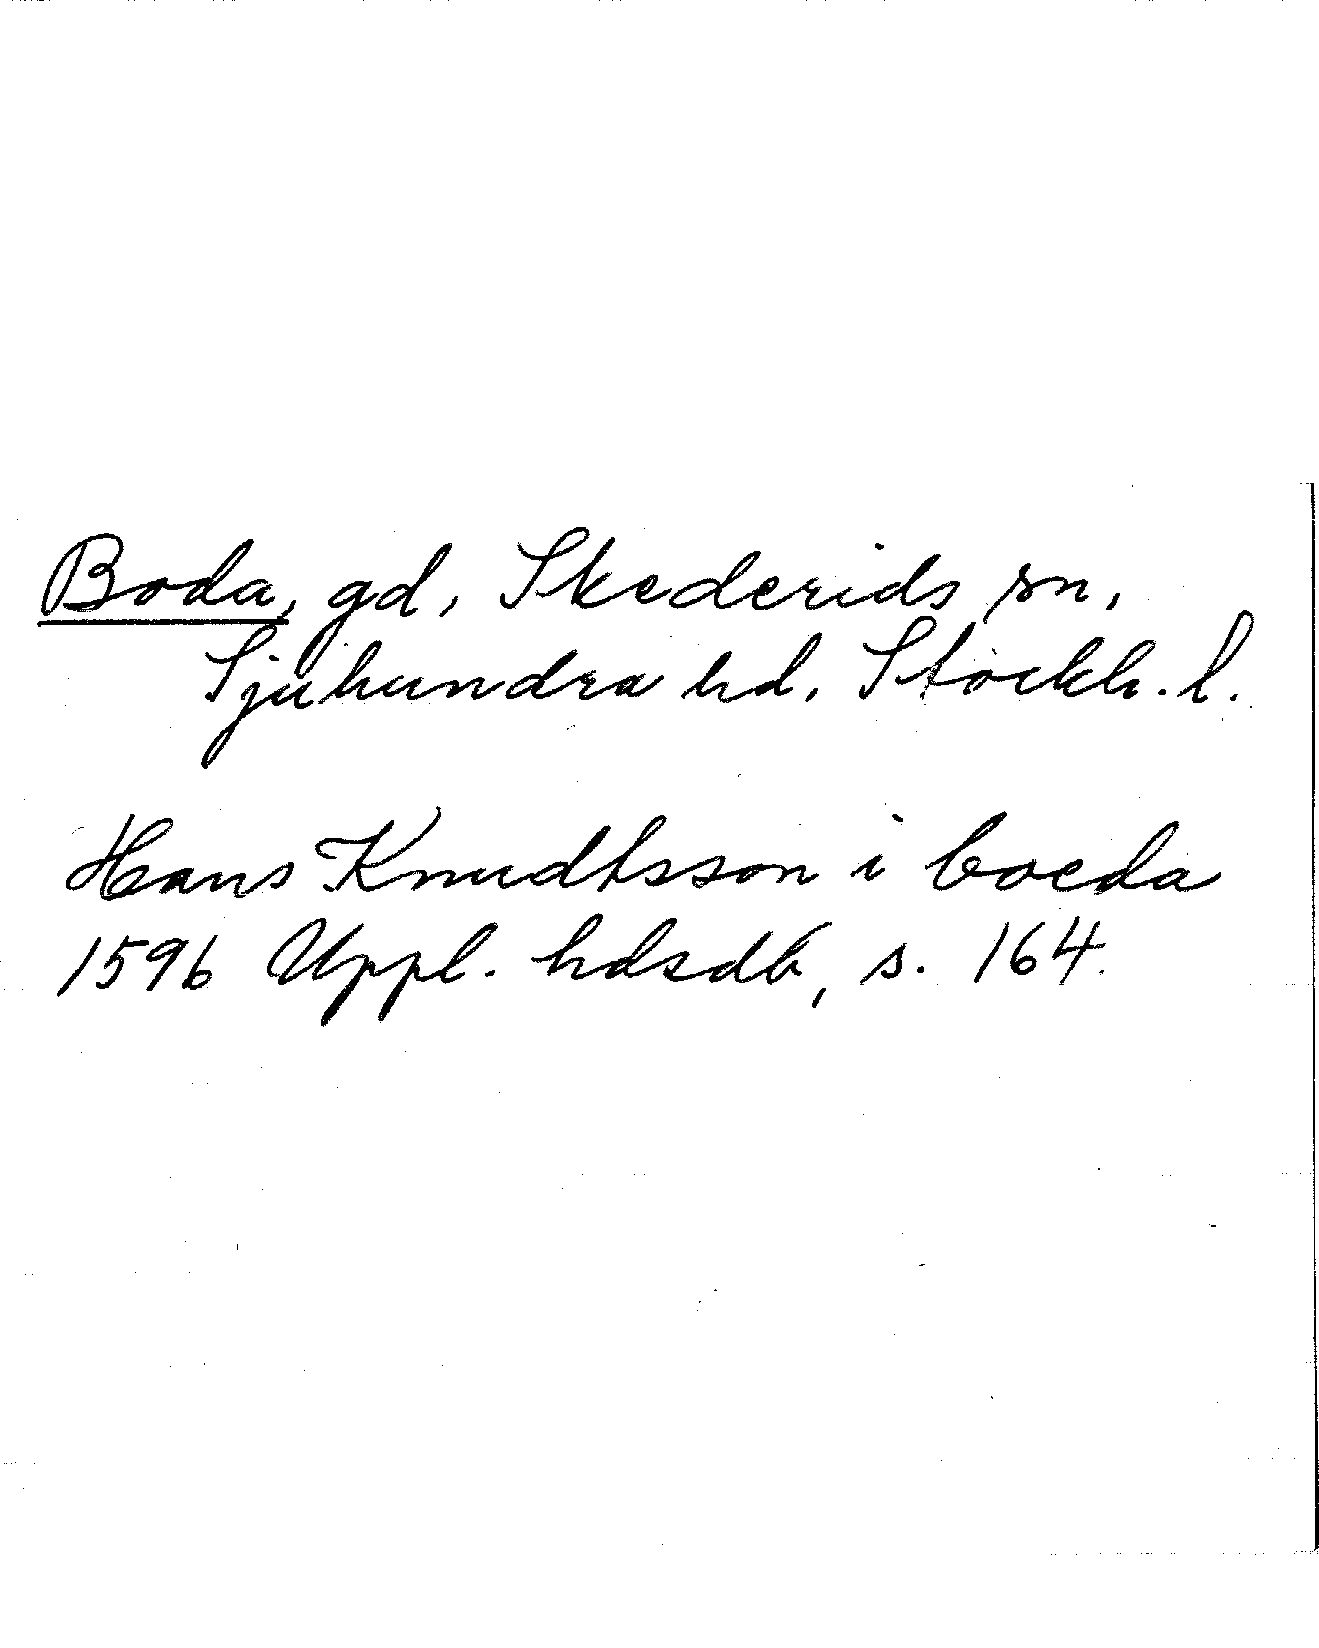 Boda, gd, Skederids sn,
Sjuhundra hd. Stockh. l.
Hans Knudtsson i boeda
1596 Uppl. hdsdb, s. 164.